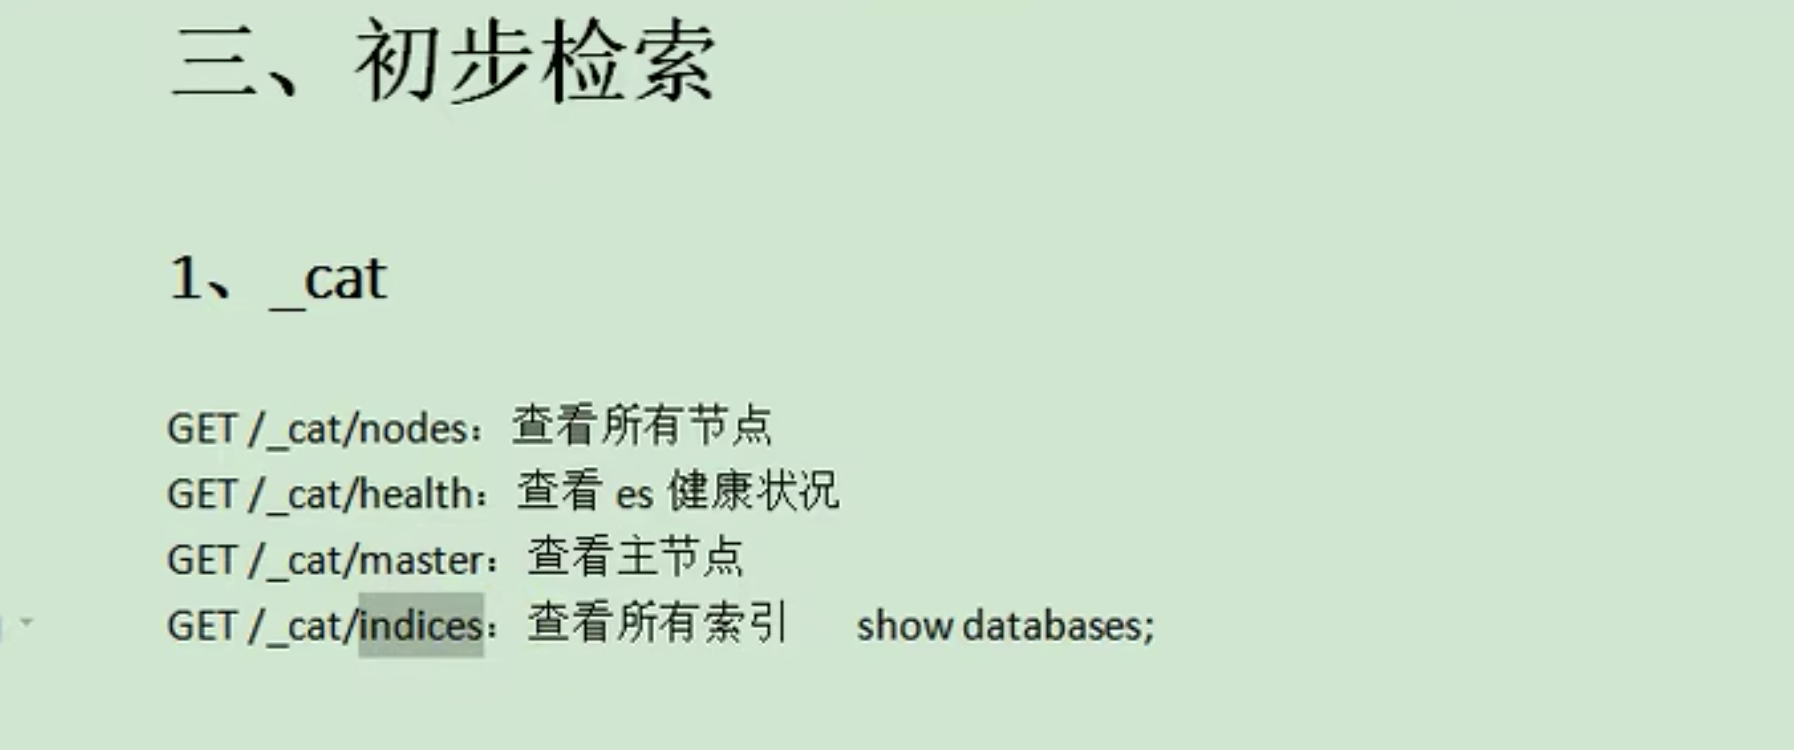 三、初步检索
1、_cat
GET /_cat/nodes：查看所有节点
GET /_cat/health：查看 es 健康状况
GET /_cat/master：查看主节点
GET /_cat/indices：查看所有索引 show databases;